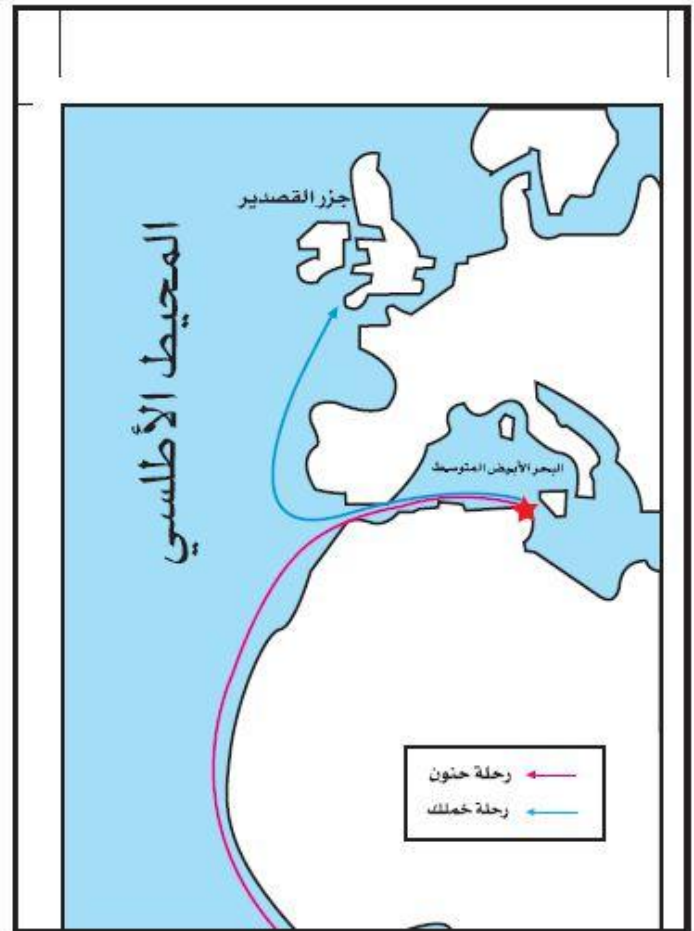 جزر القصدير
المحيط الأطلسي
البحر الأبيض المتوسط
رحلة حنون
رحلة خملك